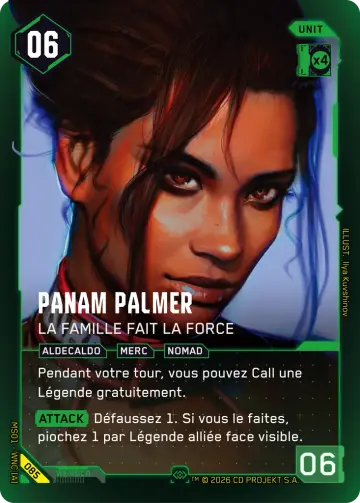 06
UNIT
x4
ILLUST. Ilya Kuvshinov
PANAM PALMER
LA FAMILLE FAIT LA FORCE
ALDECALDO MERC NOMAD
Pendant votre tour, vous pouvez Call une
Légende gratuitement.
ATTACK Défaussez 1. Si vous le faites,
piochez 1 par Légende alliée face visible.
™ © 2026 CD PROJEKT S.A.
06
085